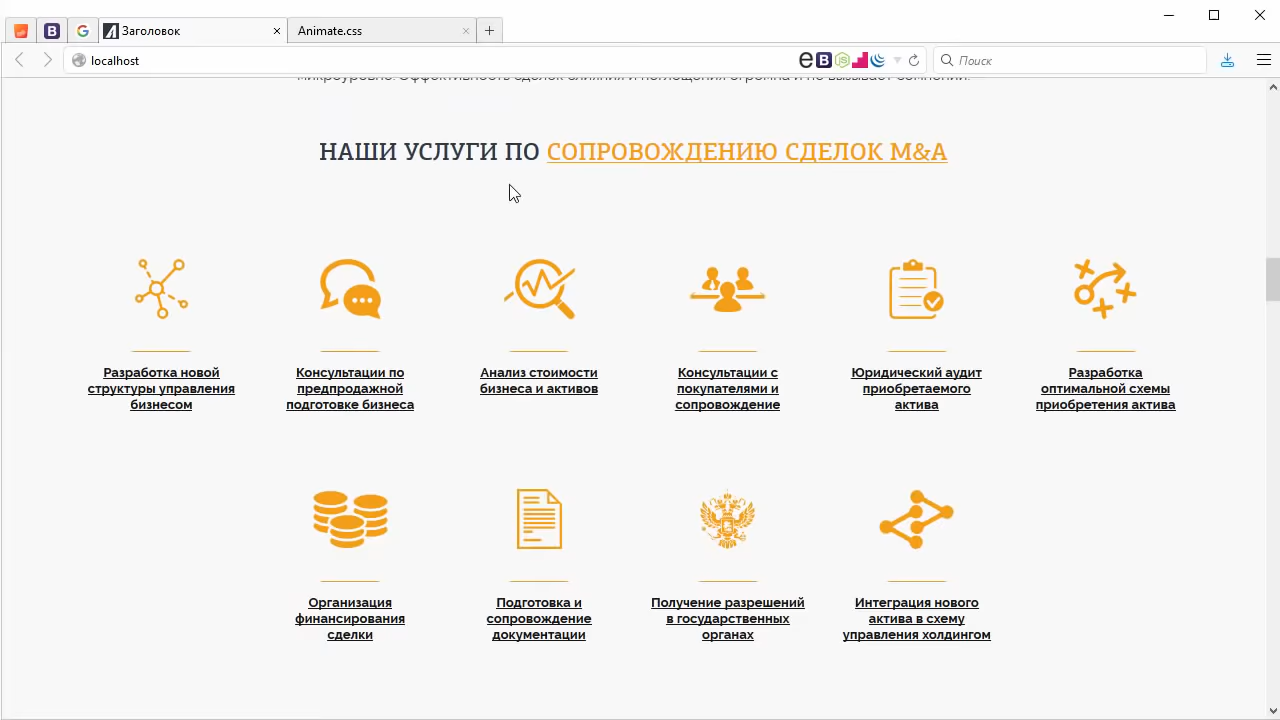 Заголовок
Animate.css
localhost
Поиск
НАШИ УСЛУГИ ПО СОПРОВОЖДЕНИЮ СДЕЛОК M&A
Разработка новой
структуры управления
бизнесом
Консультации по
предпродажной
подготовке бизнеса
Анализ стоимости
бизнеса и активов
Консультации с
покупателями и
сопровождение
Юридический аудит
приобретаемого
актива
Разработка
оптимальной схемы
приобретения актива
Организация
финансирования
сделки
Подготовка и
сопровождение
документации
Получение разрешений
в государственных
органах
Интеграция нового
актива в схему
управления холдингом